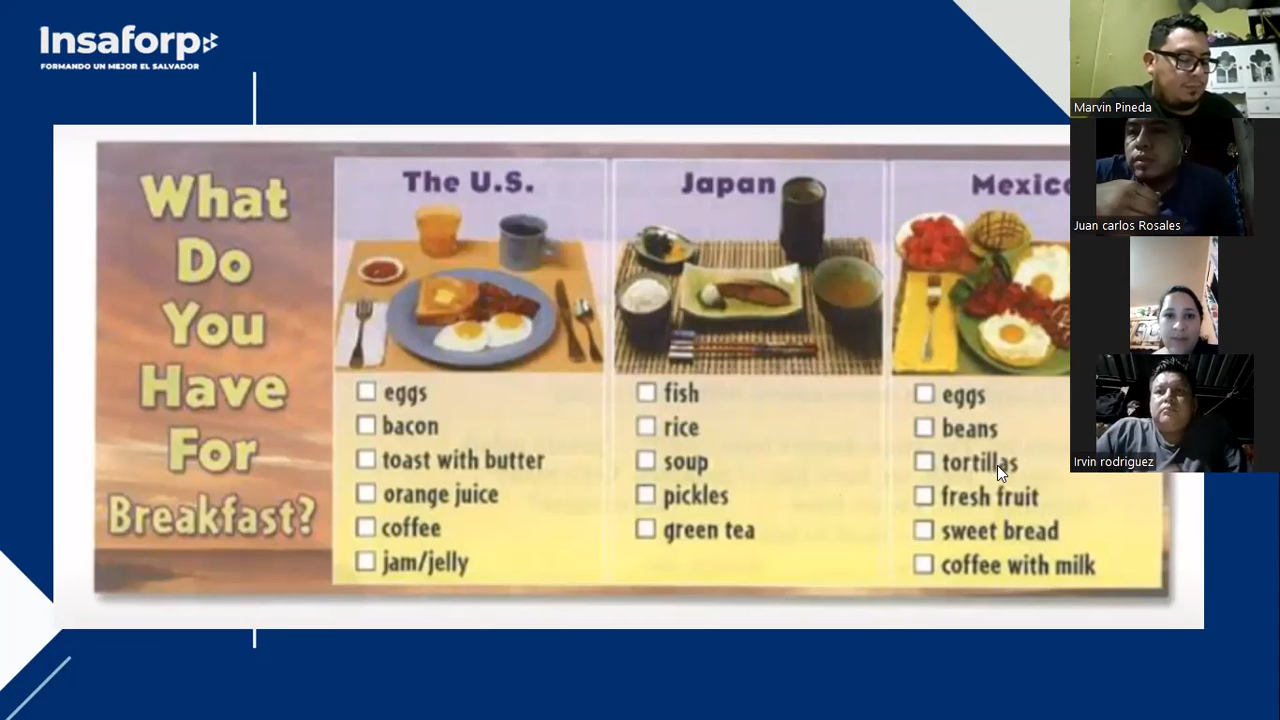 Insaforp
FORMANDO UN MEJOR EL SALVADOR
What
Do
You
Have
For
Breakfast?
The U.S.
eggs
bacon
toast with butter
orange juice
coffee
jam/jelly
Japan
fish
rice
soup
pickles
green tea
Mexico
eggs
beans
tortillas
fresh fruit
sweet bread
coffee with milk
Marvin Pineda
Juan carlos Rosales
Irvin rodriguez